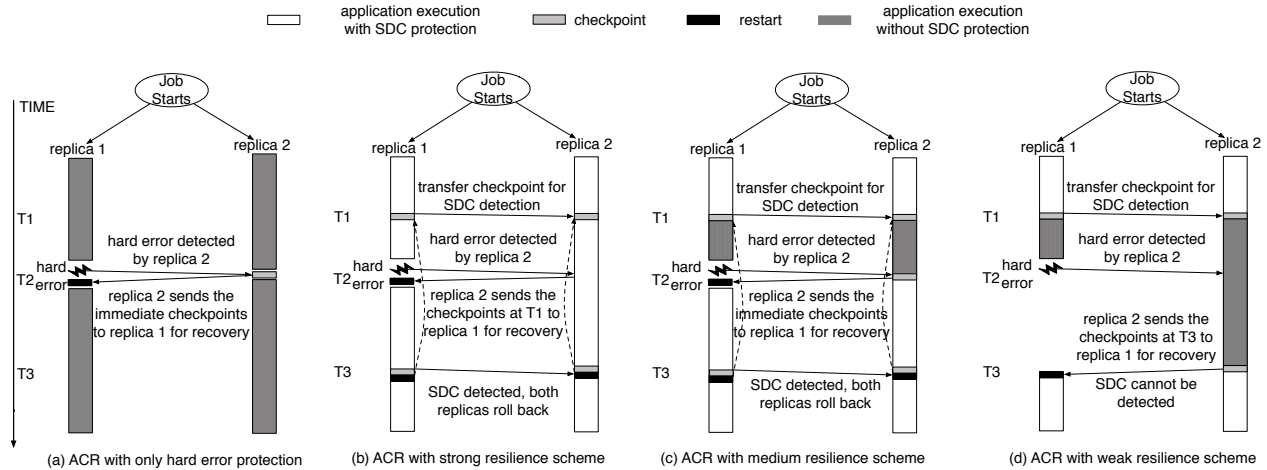 application execution
with SDC protection
checkpoint
restart
application execution
without SDC protection
TIME
T1
T2
T3
Job
Starts
replica 1
replica 2
hard error detected
by replica 2
hard
error
replica 2 sends the
immediate checkpoints
to replica 1 for recovery
(a) ACR with only hard error protection
Job
Starts
replica 1
replica 2
T1
transfer checkpoint for
SDC detection
hard error detected
by replica 2
hard
T2
error
replica 2 sends the
checkpoints at T1 to
replica 1 for recovery
T3
SDC detected, both
replicas roll back
(b) ACR with strong resilience scheme
Job
Starts
replica 1
replica 2
T1
transfer checkpoint for
SDC detection
hard error detected
by replica 2
hard
T2
error
replica 2 sends the
immediate checkpoints
to replica 1 for recovery
T3
SDC detected, both
replicas roll back
(c) ACR with medium resilience scheme
Job
Starts
replica 1
replica 2
T1
transfer checkpoint for
SDC detection
hard error detected
by replica 2
T2
hard
error
replica 2 sends the
checkpoints at T3 to
replica 1 for recovery
T3
SDC cannot be
detected
(d) ACR with weak resilience scheme